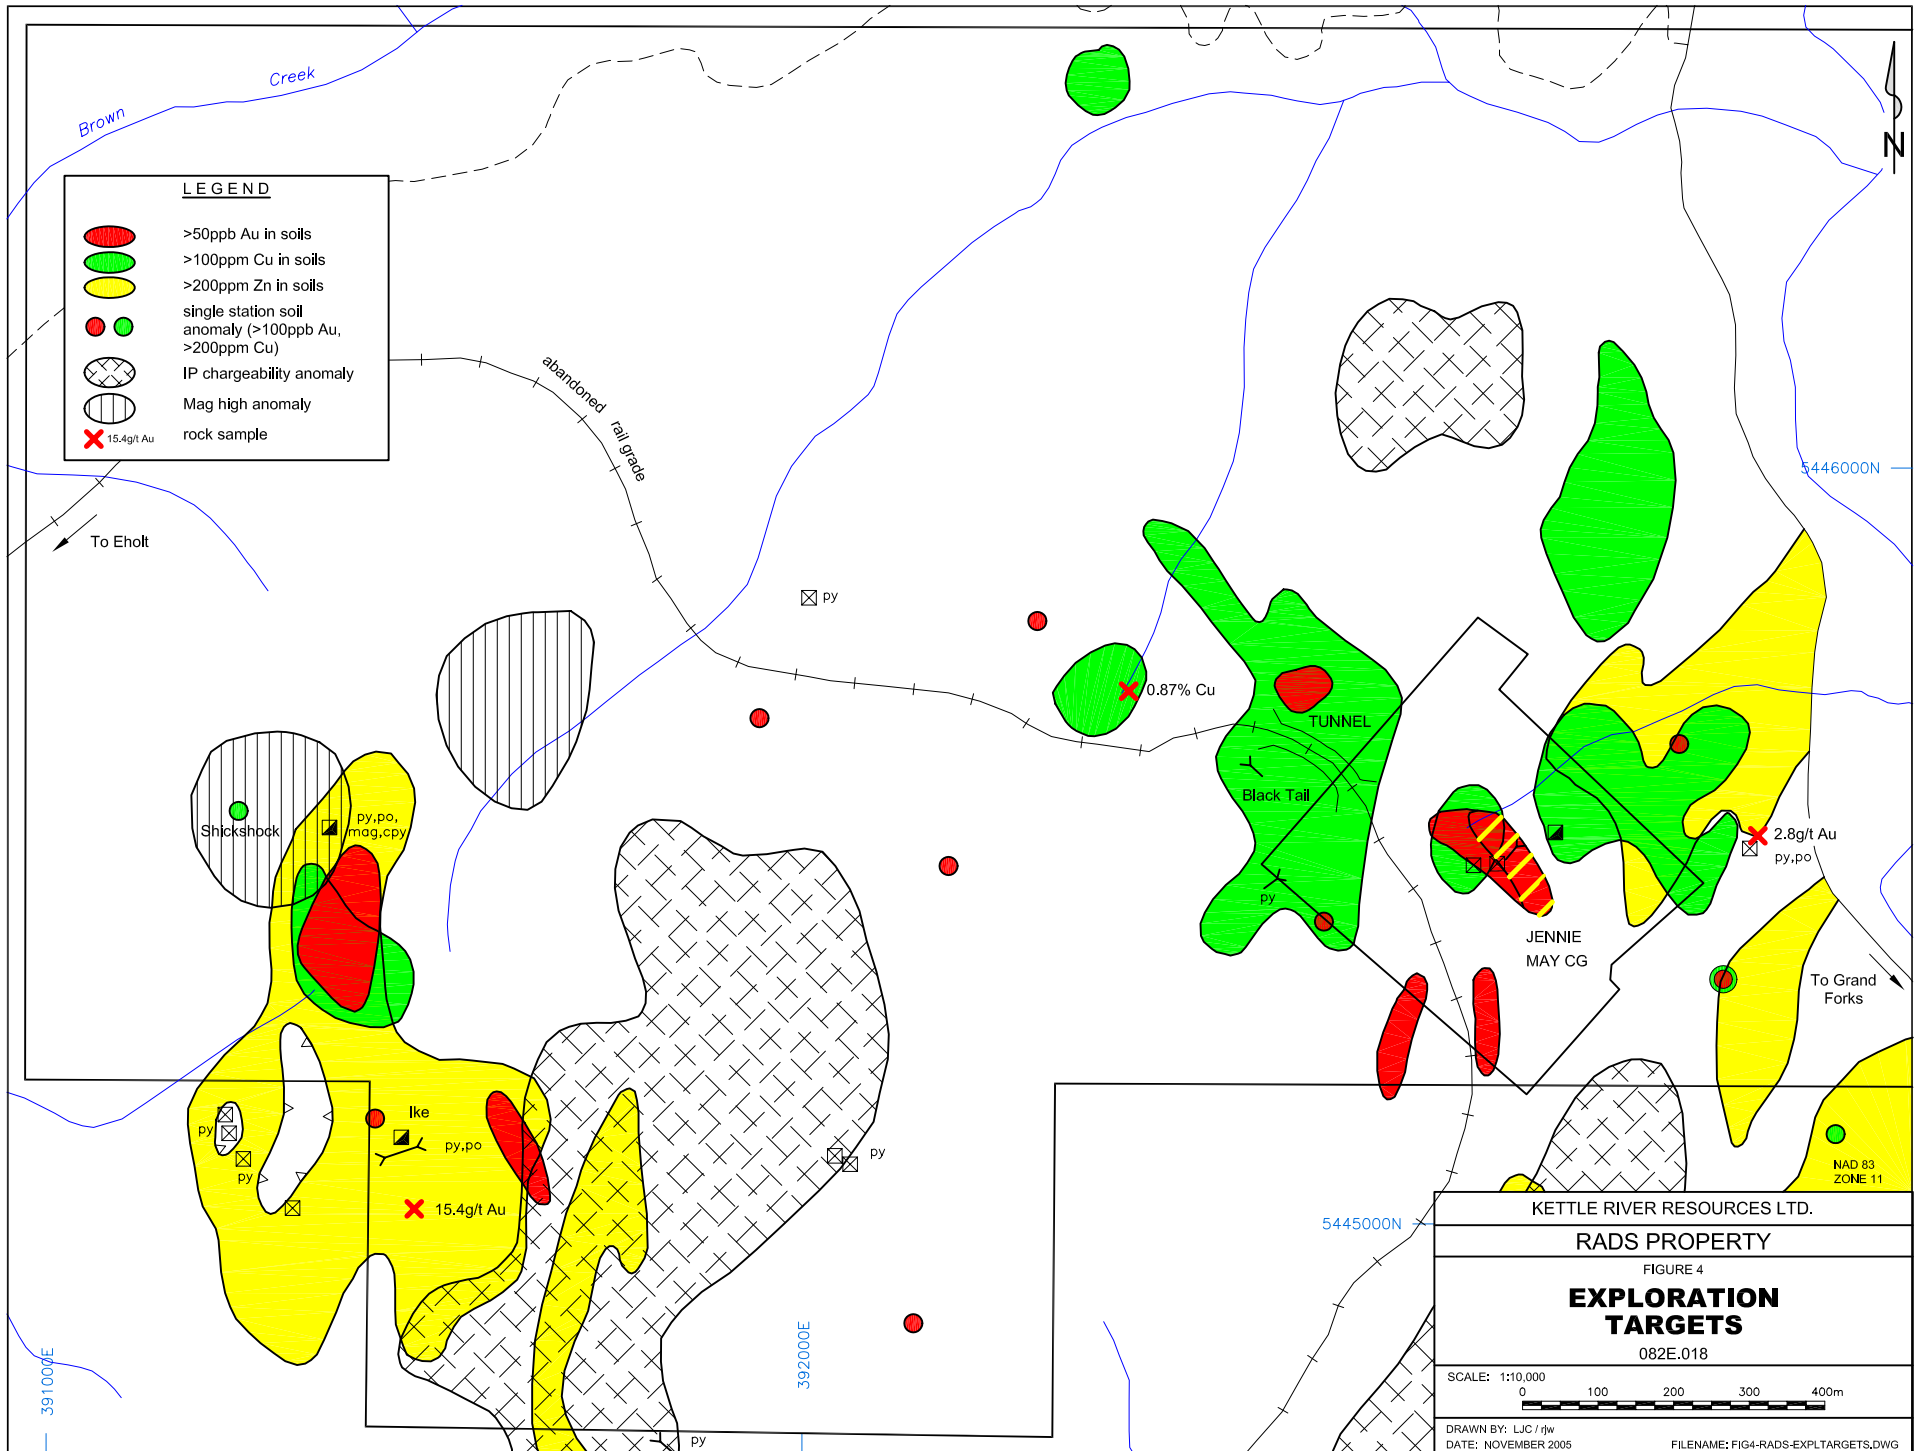 Brown Creek
N
LEGEND
>50ppb Au in soils
>100ppm Cu in soils
>200ppm Zn in soils
single station soil
anomaly (>100ppb Au,
>200ppm Cu)
IP chargeability anomaly
Mag high anomaly
15.4g/t Au rock sample
abandoned rail grade
5446000N
To Eholt
py
0.87% Cu
TUNNEL
Black Tail
Shickshock
py,po,
mag,cpy
2.8g/t Au
py,po
py
JENNIE
MAY CG
To Grand
Forks
Ike
py,po
py
py
py
15.4g/t Au
NAD 83
ZONE 11
5445000N
391000E
392000E
py
KETTLE RIVER RESOURCES LTD.
RADS PROPERTY
FIGURE 4
EXPLORATION
TARGETS
082E.018
SCALE: 1:10,000
0 100 200 300 400m
DRAWN BY: LJC / rjw
DATE: NOVEMBER 2005
FILENAME: FIG4-RADS-EXPLTARGETS.DWG